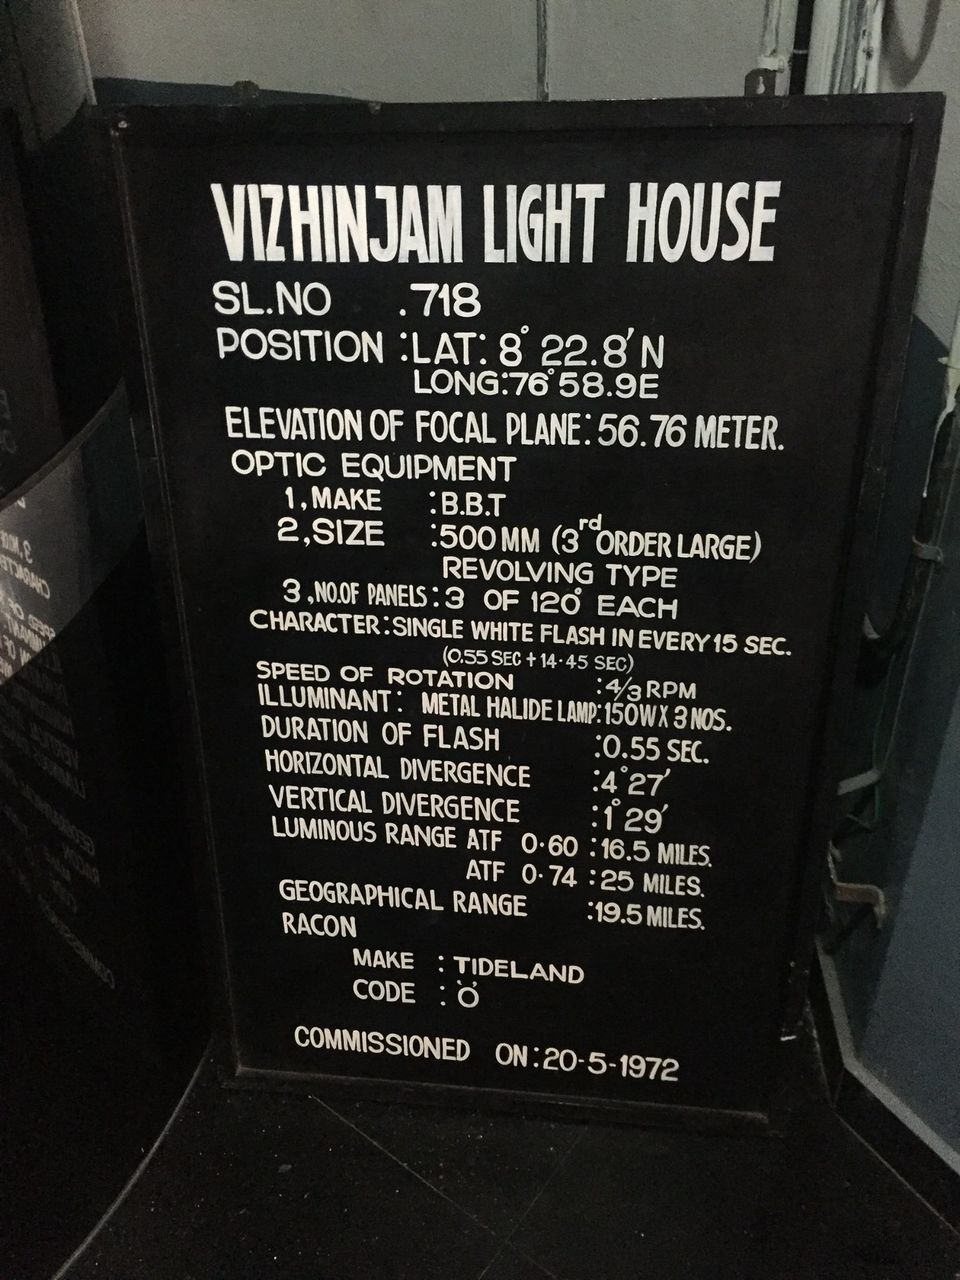 VIZHINJAM LIGHT HOUSE
SL.NO .718
POSITION :LAT: 8° 22.8' N
LONG:76° 58.9E
ELEVATION OF FOCAL PLANE: 56.76 METER.
OPTIC EQUIPMENT
1, MAKE :B.B.T
2, SIZE :500 MM (3rd ORDER LARGE)
REVOLVING TYPE
3 ,NO.OF PANELS: 3 OF 120° EACH
CHARACTER:SINGLE WHITE FLASH IN EVERY 15 SEC.
(0.55 SEC + 14·45 SEC)
SPEED OF ROTATION :4/3 RPM
ILLUMINANT: METAL HALIDE LAMP:150W X 3 NOS.
DURATION OF FLASH :0.55 SEC.
HORIZONTAL DIVERGENCE :4° 27'
VERTICAL DIVERGENCE :1° 29'
LUMINOUS RANGE ATF 0·60 :16.5 MILES.
ATF 0·74 :25 MILES.
GEOGRAPHICAL RANGE :19.5 MILES.
RACON
MAKE : TIDELAND
CODE : Ö
COMMISSIONED ON:20-5-1972